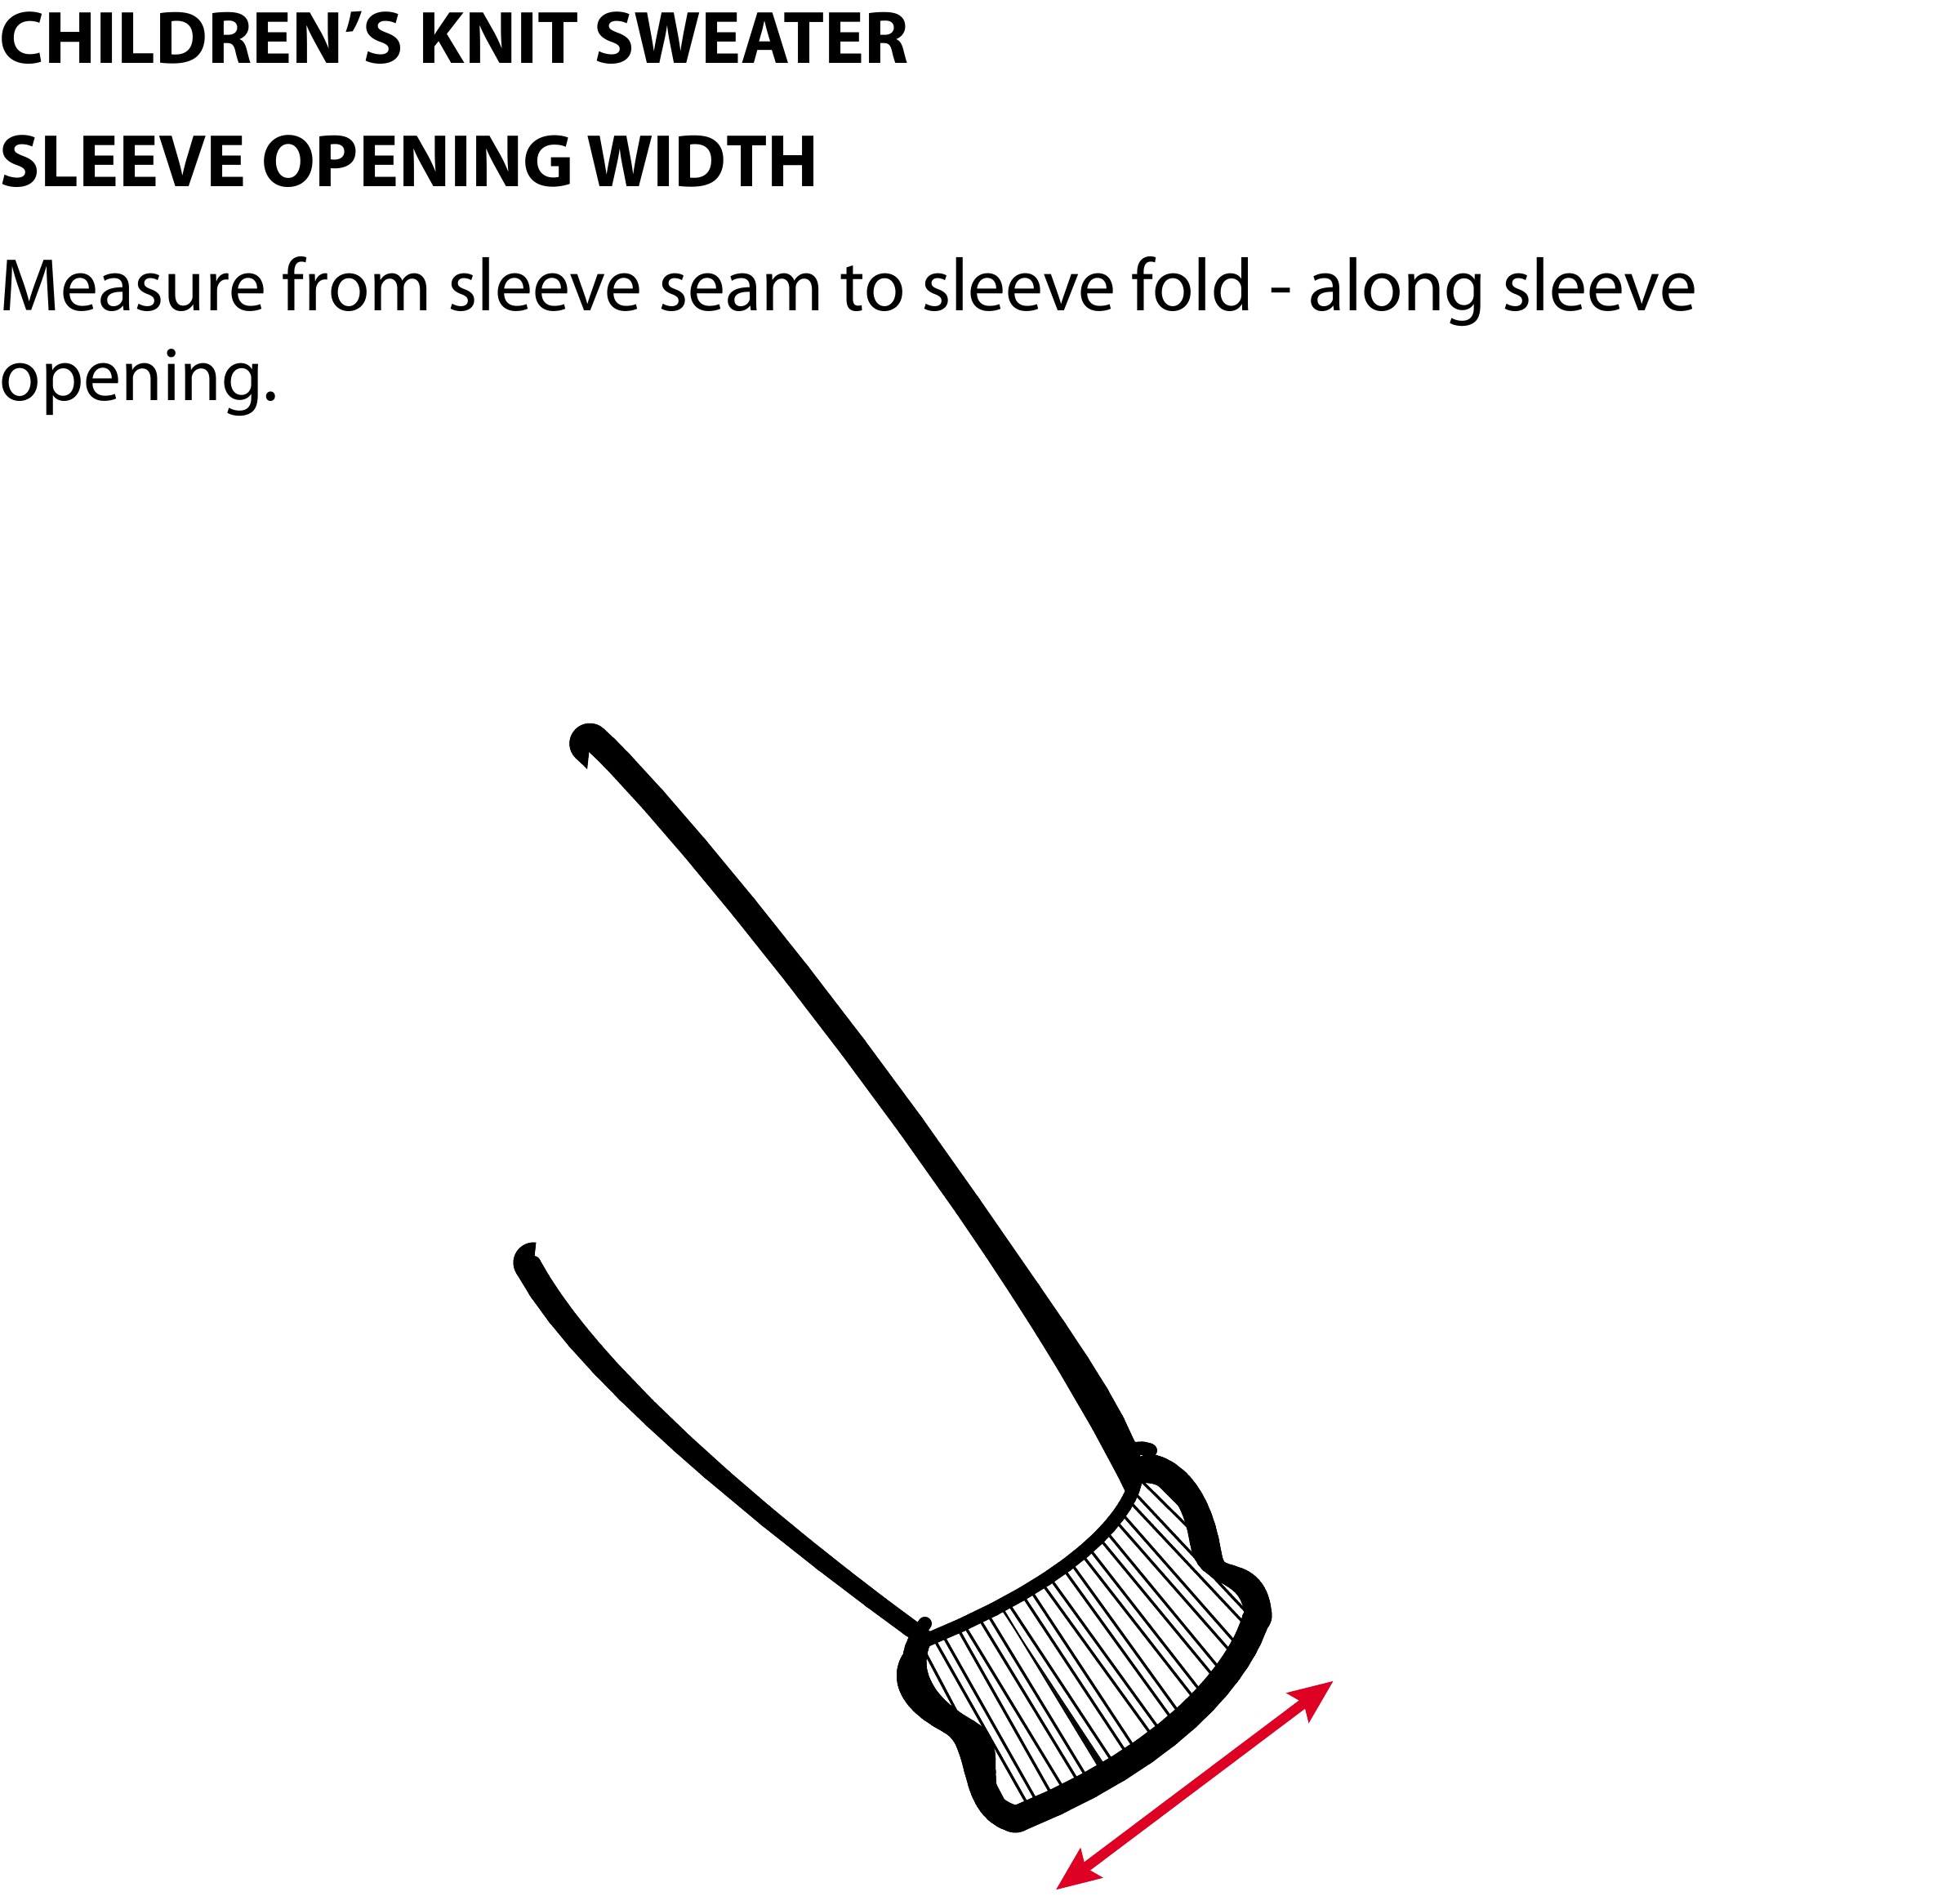 CHILDREN’S KNIT SWEATER
SLEEVE OPENING WIDTH
Measure from sleeve seam to sleeve fold - along sleeve
opening.